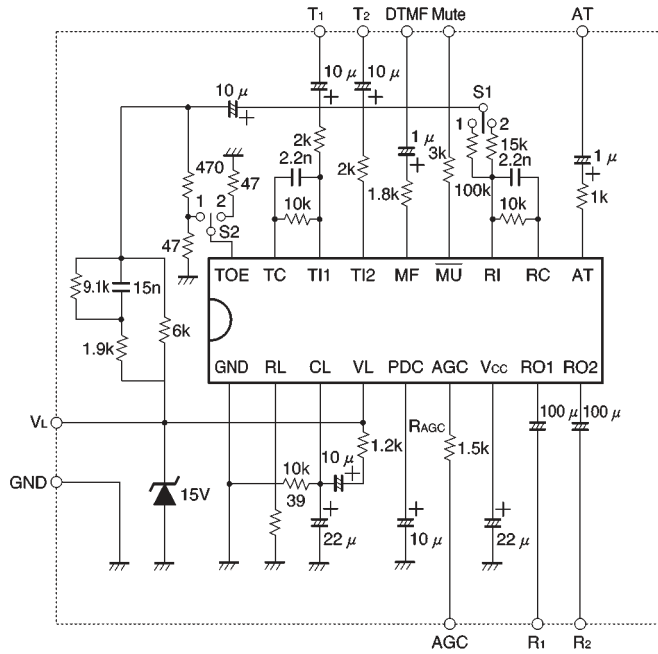 T1 T2 DTMF Mute AT
10 μ + 10 μ + 10 μ + S1
1 2
2k 1 μ + 3k 15k 1 μ +
2.2n 2k 1.8k 100k 2.2n 1k
470 47
1 2
S2
10k 10k
47
TOE TC TI1 TI2 MF MU RI RC AT
9.1k 15n
6k
1.9k
GND RL CL VL PDC AGC VCC RO1 RO2
100 μ 100 μ
VL
RAGC
1.2k 1.5k
10k 10 μ +
GND
15V
39
+ 22 μ + 10 μ + 22 μ
AGC R1 R2